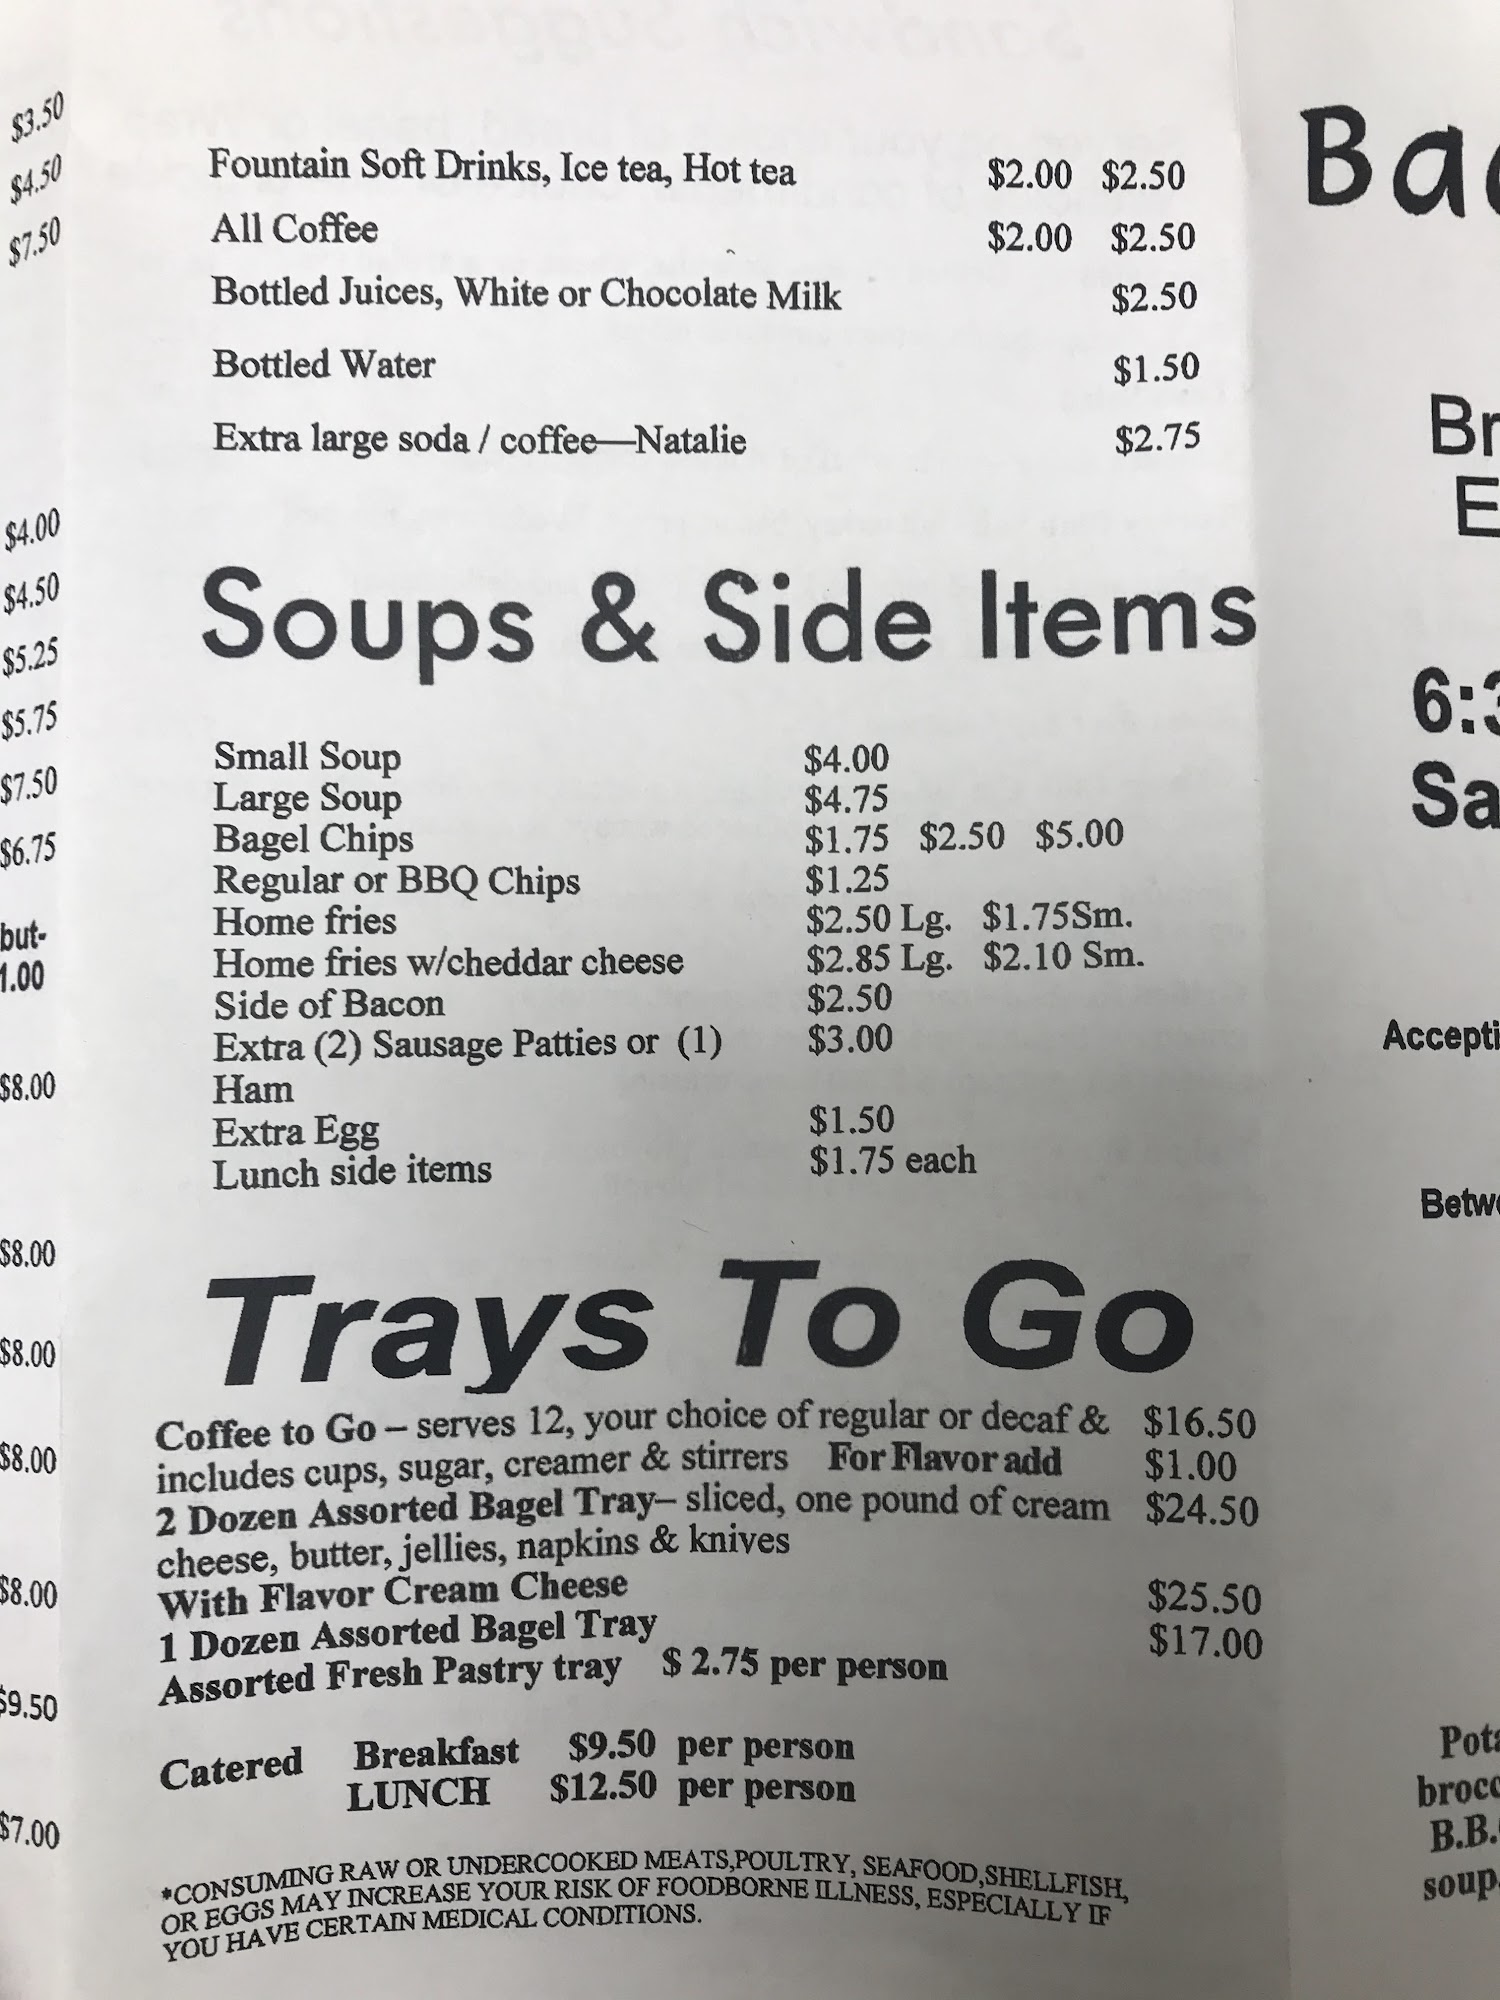 $3.50
$4.50
$7.50
$4.00
$4.50
$5.25
$5.75
$7.50
$6.75
but-
1.00
$8.00
$8.00
$8.00
$8.00
$8.00
$9.50
$7.00
Fountain Soft Drinks, Ice tea, Hot tea $2.00 $2.50
All Coffee $2.00 $2.50
Bottled Juices, White or Chocolate Milk $2.50
Bottled Water $1.50
Extra large soda / coffee—Natalie $2.75
Soups & Side Items
Small Soup $4.00
Large Soup $4.75
Bagel Chips $1.75 $2.50 $5.00
Regular or BBQ Chips $1.25
Home fries $2.50 Lg. $1.75Sm.
Home fries w/cheddar cheese $2.85 Lg. $2.10 Sm.
Side of Bacon $2.50
Extra (2) Sausage Patties or (1) $3.00
Ham
Extra Egg $1.50
Lunch side items $1.75 each
Trays To Go
Coffee to Go – serves 12, your choice of regular or decaf & $16.50
includes cups, sugar, creamer & stirrers For Flavor add $1.00
2 Dozen Assorted Bagel Tray– sliced, one pound of cream $24.50
cheese, butter, jellies, napkins & knives
With Flavor Cream Cheese $25.50
1 Dozen Assorted Bagel Tray $17.00
Assorted Fresh Pastry tray $ 2.75 per person
Catered Breakfast $9.50 per person
LUNCH $12.50 per person
*CONSUMING RAW OR UNDERCOOKED MEATS,POULTRY, SEAFOOD,SHELLFISH,
OR EGGS MAY INCREASE YOUR RISK OF FOODBORNE ILLNESS, ESPECIALLY IF
YOU HAVE CERTAIN MEDICAL CONDITIONS.
Ba
Br
E
6:3
Sa
Accepti
Betw
Pota
brocc
B.B.
soup,